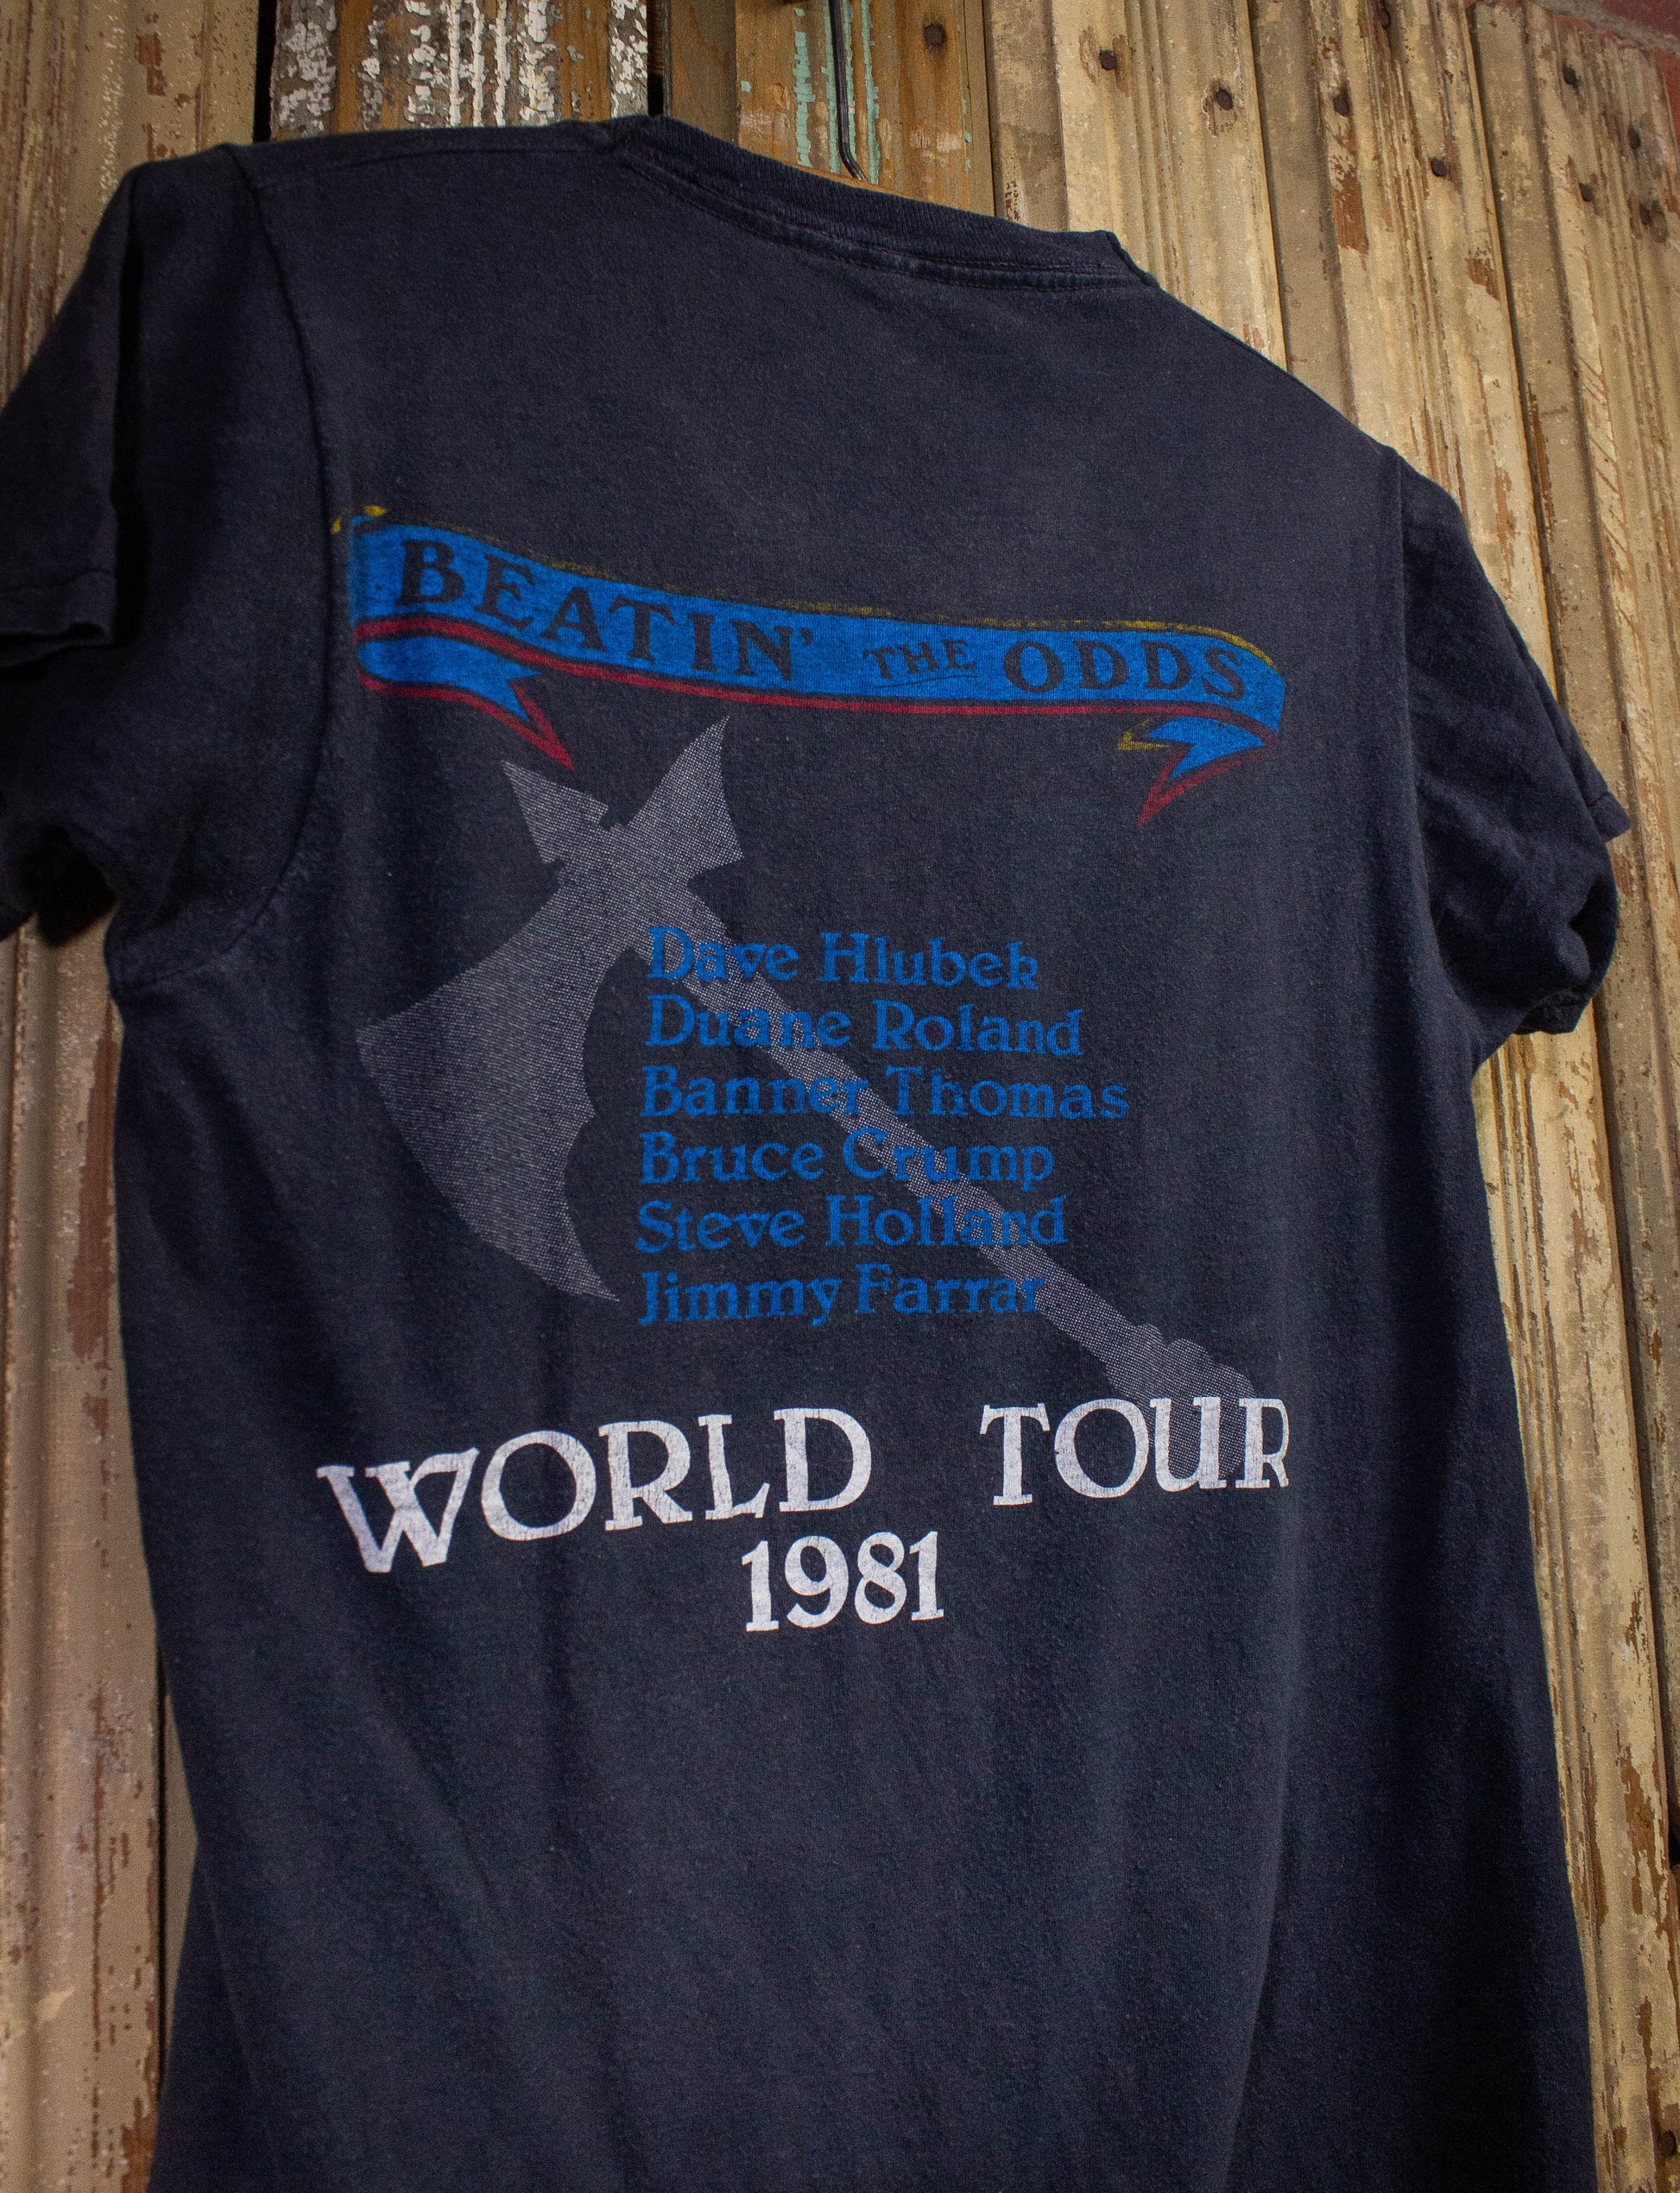 BEATIN' THE ODDS
Dave Hlubek
Duane Roland
Banner Thomas
Bruce Crump
Steve Holland
Jimmy Farrar
WORLD TOUR
1981